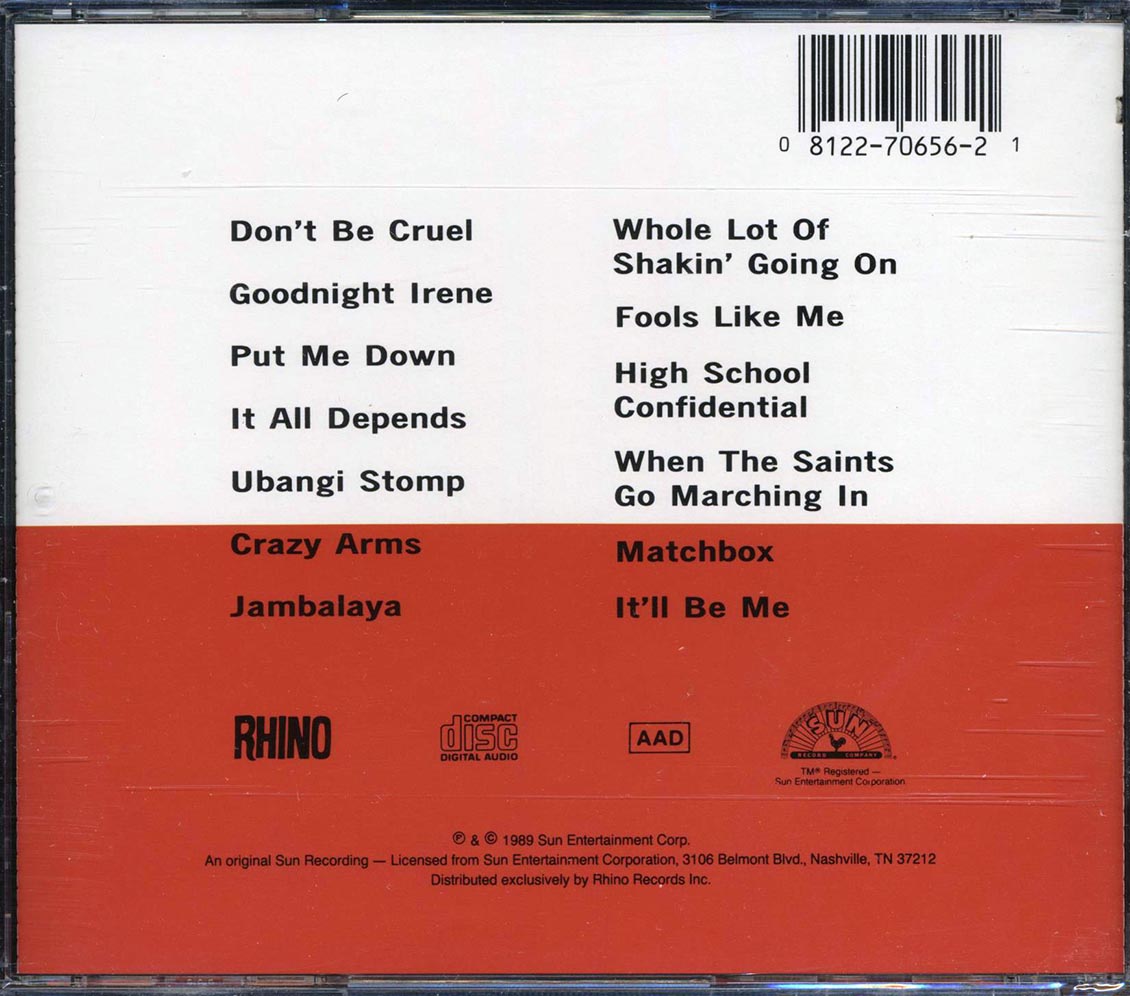 0 8122-70656-2 1
Don't Be Cruel
Goodnight Irene
Put Me Down
It All Depends
Ubangi Stomp
Crazy Arms
Jambalaya
Whole Lot Of
Shakin' Going On
Fools Like Me
High School
Confidential
When The Saints
Go Marching In
Matchbox
It'll Be Me
RHINO
COMPACT
disc
DIGITAL AUDIO
AAD
SUN
RECORD COMPANY
TM® Registered —
Sun Entertainment Corporation
℗ & © 1989 Sun Entertainment Corp.
An original Sun Recording — Licensed from Sun Entertainment Corporation, 3106 Belmont Blvd., Nashville, TN 37212
Distributed exclusively by Rhino Records Inc.